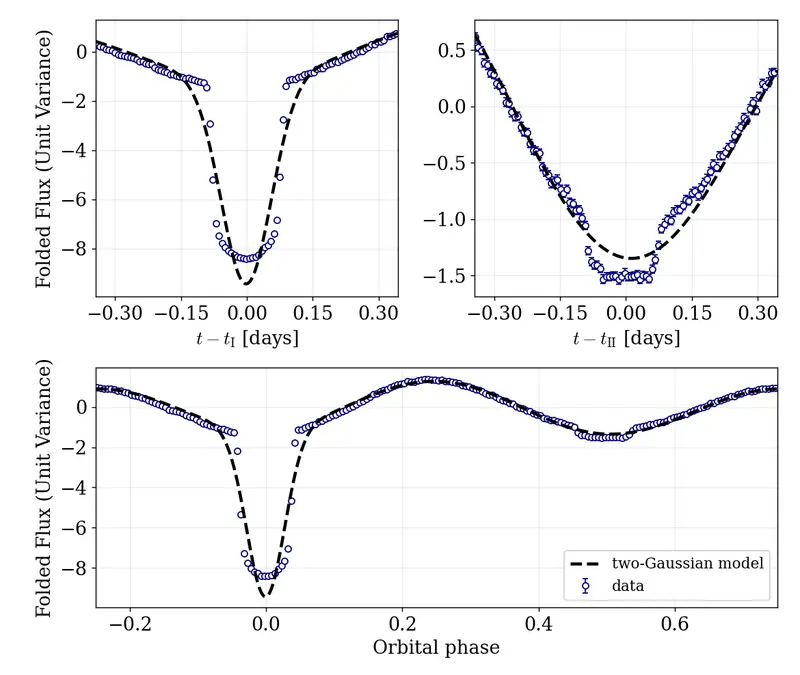 Folded Flux (Unit Variance)
0
−2
−4
−6
−8
−0.30 −0.15 0.00 0.15 0.30
t − tI [days]
0.5
0.0
−0.5
−1.0
−1.5
−0.30 −0.15 0.00 0.15 0.30
t − tII [days]
Folded Flux (Unit Variance)
0
−2
−4
−6
−8
two-Gaussian model
data
−0.2 0.0 0.2 0.4 0.6
Orbital phase